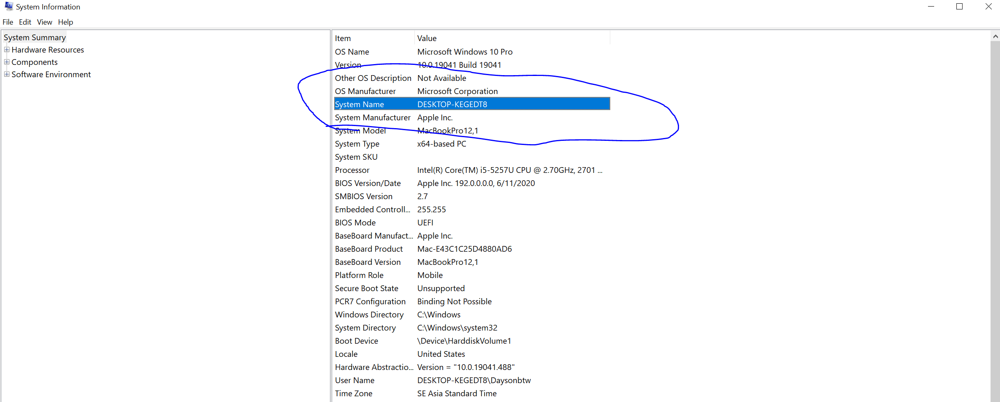 System Information
File Edit View Help
System Summary
Hardware Resources
Components
Software Environment
Item Value
OS Name Microsoft Windows 10 Pro
Version 10.0.19041 Build 19041
Other OS Description Not Available
OS Manufacturer Microsoft Corporation
System Name DESKTOP-KEGEDT8
System Manufacturer Apple Inc.
System Model MacBookPro12,1
System Type x64-based PC
System SKU
Processor Intel(R) Core(TM) i5-5257U CPU @ 2.70GHz, 2701 ...
BIOS Version/Date Apple Inc. 192.0.0.0.0, 6/11/2020
SMBIOS Version 2.7
Embedded Controll... 255.255
BIOS Mode UEFI
BaseBoard Manufact... Apple Inc.
BaseBoard Product Mac-E43C1C25D4880AD6
BaseBoard Version MacBookPro12,1
Platform Role Mobile
Secure Boot State Unsupported
PCR7 Configuration Binding Not Possible
Windows Directory C:\Windows
System Directory C:\Windows\system32
Boot Device \Device\HarddiskVolume1
Locale United States
Hardware Abstractio... Version = "10.0.19041.488"
User Name DESKTOP-KEGEDT8\Daysonbtw
Time Zone SE Asia Standard Time